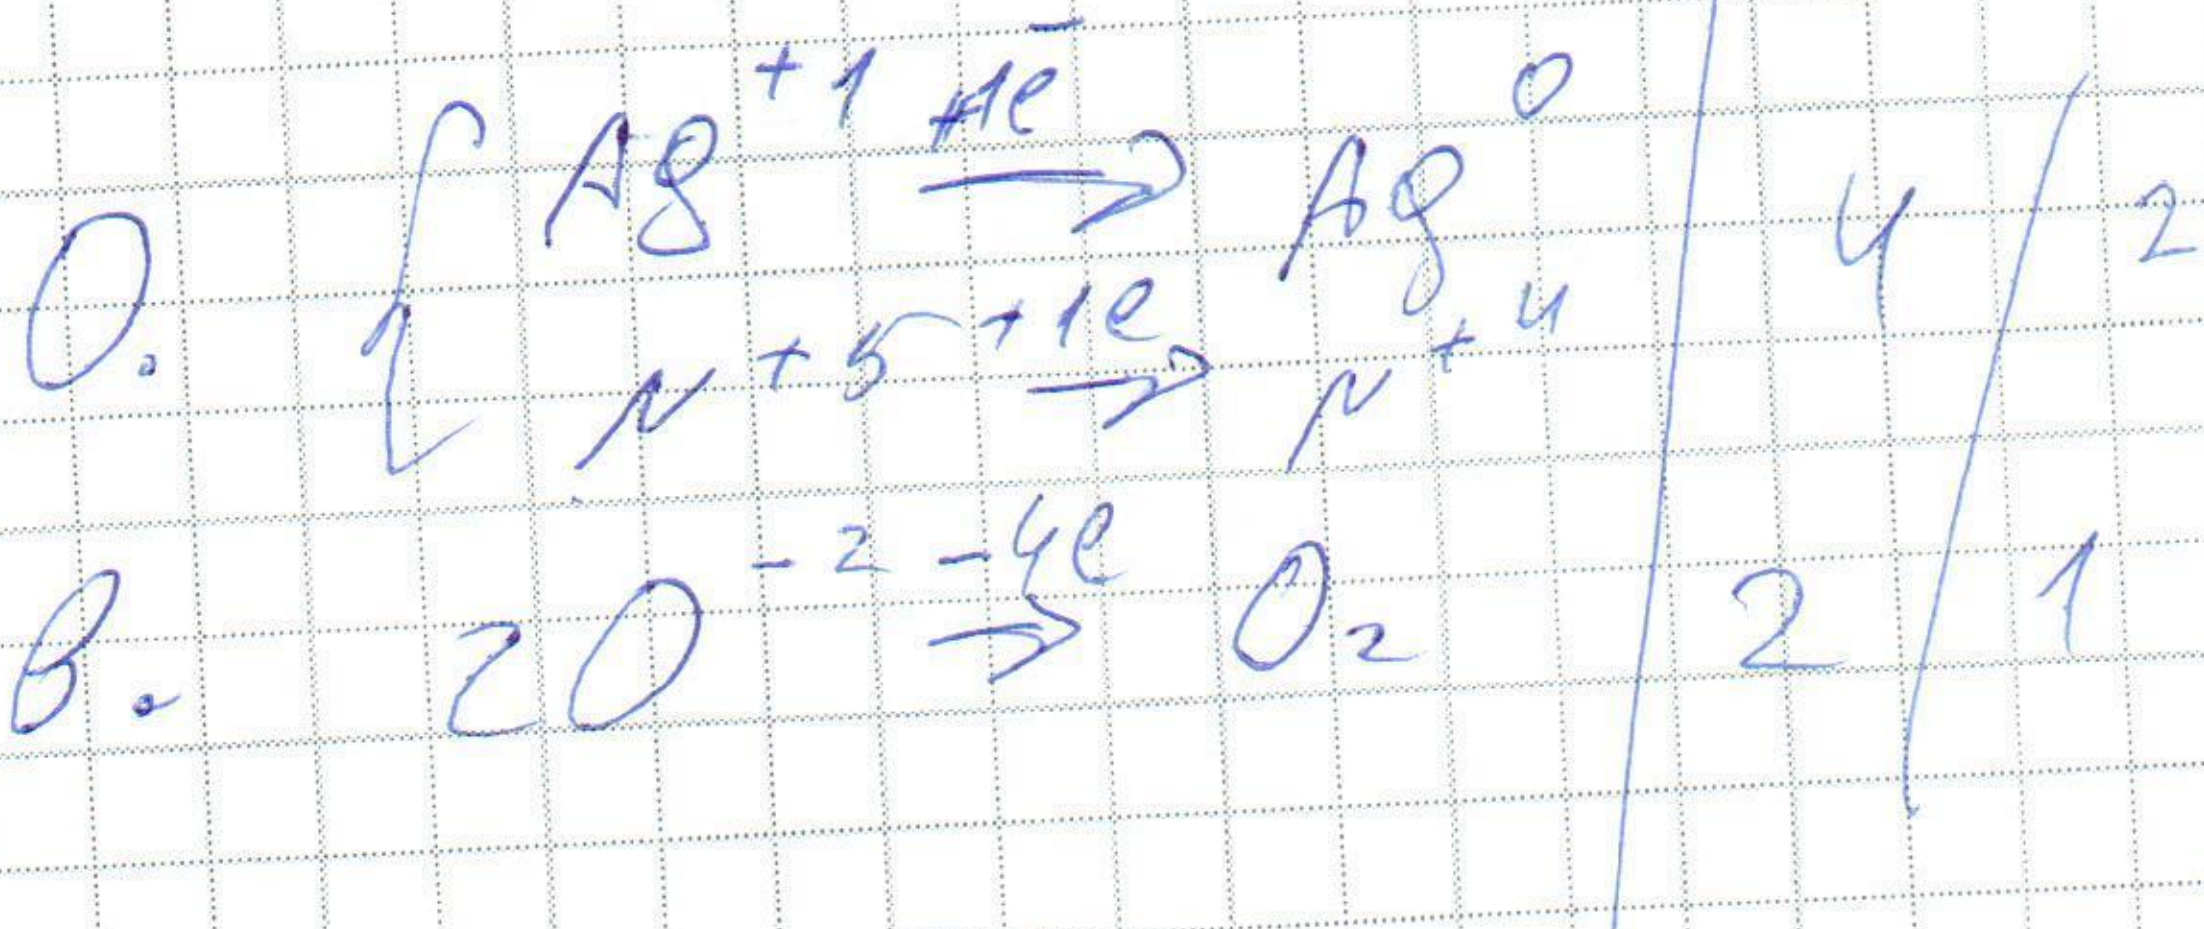 О. { Ag⁺¹ +1e⁻ → Ag⁰ | 4 / 2
N⁺⁵ +1e → N⁺⁴
В. 2O⁻² -4e → O₂ | 2 / 1